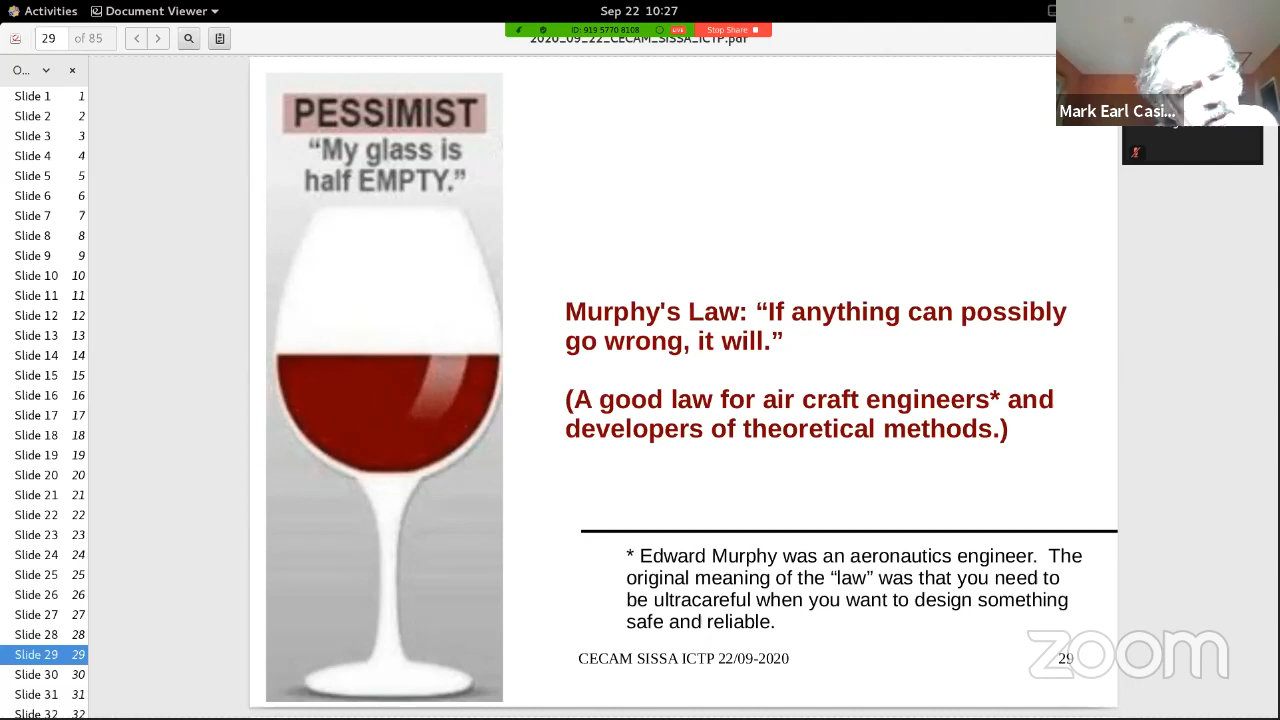 Activities Document Viewer Sep 22 10:27
29 of 85
ID: 919 5770 8108 LIVE Stop Share
2020_09_22_CECAM_SISSA_ICTP.pdf
O...
Slide 1 1
Slide 2 2
Slide 3 3
Slide 4 4
Slide 5 5
Slide 6 6
Slide 7 7
Slide 8 8
Slide 9 9
Slide 10 10
Slide 11 11
Slide 12 12
Slide 13 13
Slide 14 14
Slide 15 15
Slide 16 16
Slide 17 17
Slide 18 18
Slide 19 19
Slide 20 20
Slide 21 21
Slide 22 22
Slide 23 23
Slide 24 24
Slide 25 25
Slide 26 26
Slide 27 27
Slide 28 28
Slide 29 29
Slide 30 30
Slide 31 31
Slide 32 32
PESSIMIST
“My glass is
half EMPTY.”
Mark Earl Casi...
Murphy's Law: “If anything can possibly
go wrong, it will.”
(A good law for air craft engineers* and
developers of theoretical methods.)
* Edward Murphy was an aeronautics engineer. The
original meaning of the “law” was that you need to
be ultracareful when you want to design something
safe and reliable.
CECAM SISSA ICTP 22/09-2020 29
zoom